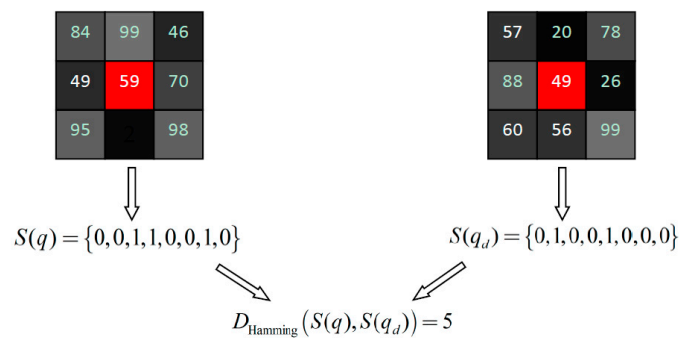 84 99 46
49 59 70
95 2 98
57 20 78
88 49 26
60 56 99
S(q) = {0,0,1,1,0,0,1,0}
S(q_d) = {0,1,0,0,1,0,0,0}
D_Hamming (S(q), S(q_d)) = 5